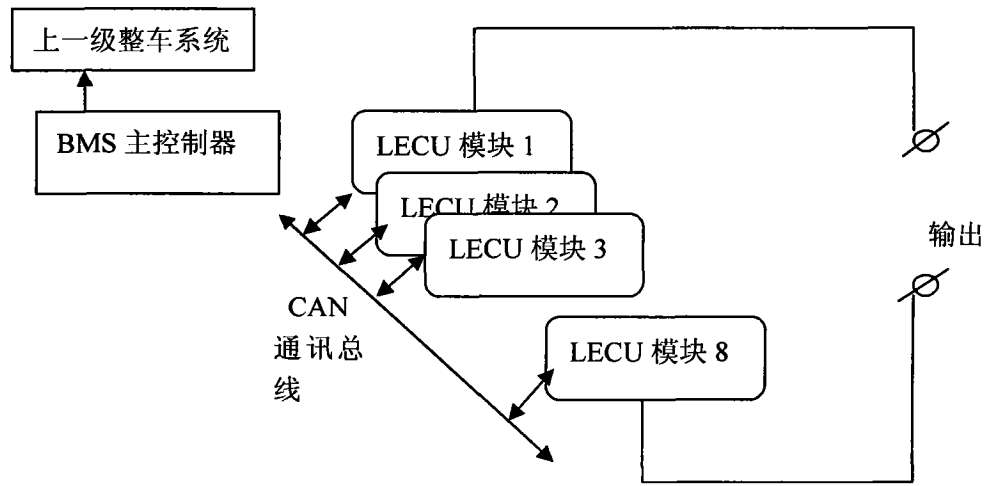 上一级整车系统
BMS 主控制器
LECU 模块 1
LECU 模块 2
LECU 模块 3
输出
CAN
通讯总
线
LECU 模块 8